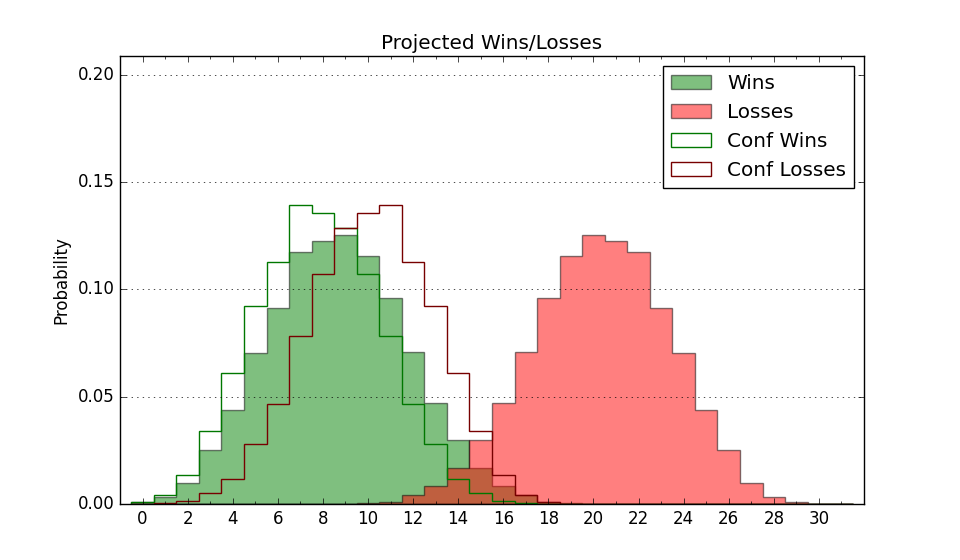 Projected Wins/Losses
0.20
0.15
0.10
0.05
0.00
Probability
Wins
Losses
Conf Wins
Conf Losses
0 2 4 6 8 10 12 14 16 18 20 22 24 26 28 30